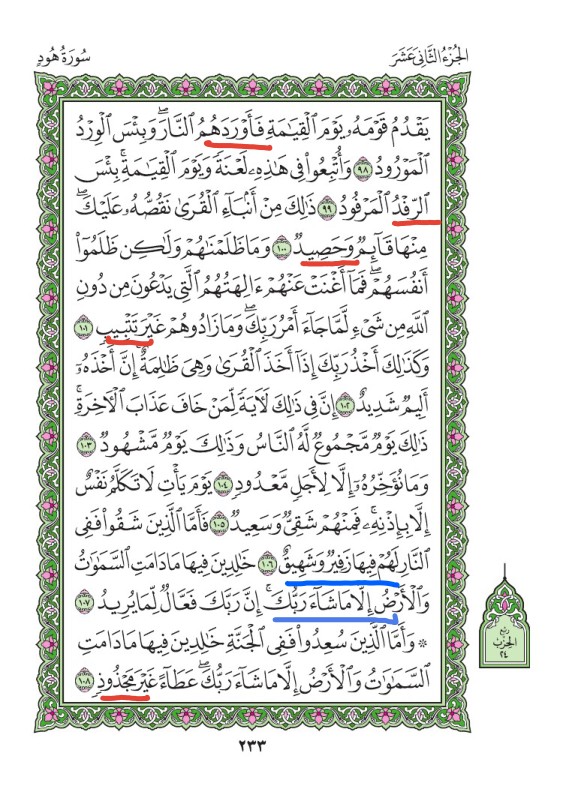 الجُزْءُ الثَّانِي عَشَرَ
سُورَةُ هُودٍ
يَقْدُمُ قَوْمَهُۥ يَوْمَ ٱلْقِيَـٰمَةِ فَأَوْرَدَهُمُ ٱلنَّارَ ۖ وَبِئْسَ ٱلْوِرْدُ
ٱلْمَوْرُودُ ٩٨ وَأُتْبِعُوا۟ فِى هَـٰذِهِۦ لَعْنَةً وَيَوْمَ ٱلْقِيَـٰمَةِ ۚ بِئْسَ
ٱلرِّفْدُ ٱلْمَرْفُودُ ٩٩ ذَٰلِكَ مِنْ أَنۢبَآءِ ٱلْقُرَىٰ نَقُصُّهُۥ عَلَيْكَ ۖ
مِنْهَا قَآئِمٌ وَحَصِيدٌ ١٠٠ وَمَا ظَلَمْنَـٰهُمْ وَلَـٰكِن ظَلَمُوٓا۟
أَنفُسَهُمْ ۖ فَمَآ أَغْنَتْ عَنْهُمْ ءَالِهَتُهُمُ ٱلَّتِى يَدْعُونَ مِن دُونِ
ٱللَّهِ مِن شَىْءٍ لَّمَّا جَآءَ أَمْرُ رَبِّكَ ۖ وَمَا زَادُوهُمْ غَيْرَ تَتْبِيبٍ ١٠١
وَكَذَٰلِكَ أَخْذُ رَبِّكَ إِذَآ أَخَذَ ٱلْقُرَىٰ وَهِىَ ظَـٰلِمَةٌ ۚ إِنَّ أَخْذَهُۥٓ
أَلِيمٌ شَدِيدٌ ١٠٢ إِنَّ فِى ذَٰلِكَ لَـَٔايَةً لِّمَنْ خَافَ عَذَابَ ٱلْـَٔاخِرَةِ ۚ
ذَٰلِكَ يَوْمٌ مَّجْمُوعٌ لَّهُ ٱلنَّاسُ وَذَٰلِكَ يَوْمٌ مَّشْهُودٌ ١٠٣
وَمَا نُؤَخِّرُهُۥٓ إِلَّا لِأَجَلٍ مَّعْدُودٍ ١٠٤ يَوْمَ يَأْتِ لَا تَكَلَّمُ نَفْسٌ
إِلَّا بِإِذْنِهِۦ ۚ فَمِنْهُمْ شَقِىٌّ وَسَعِيدٌ ١٠٥ فَأَمَّا ٱلَّذِينَ شَقُوا۟ فَفِى
ٱلنَّارِ لَهُمْ فِيهَا زَفِيرٌ وَشَهِيقٌ ١٠٦ خَـٰلِدِينَ فِيهَا مَا دَامَتِ ٱلسَّمَـٰوَٰتُ
وَٱلْأَرْضُ إِلَّا مَا شَآءَ رَبُّكَ ۚ إِنَّ رَبَّكَ فَعَّالٌ لِّمَا يُرِيدُ ١٠٧
۞ وَأَمَّا ٱلَّذِينَ سُعِدُوا۟ فَفِى ٱلْجَنَّةِ خَـٰلِدِينَ فِيهَا مَا دَامَتِ
ٱلسَّمَـٰوَٰتُ وَٱلْأَرْضُ إِلَّا مَا شَآءَ رَبُّكَ ۖ عَطَآءً غَيْرَ مَجْذُوذٍ ١٠٨
ربع
الحزب
٢٤
٢٣٣